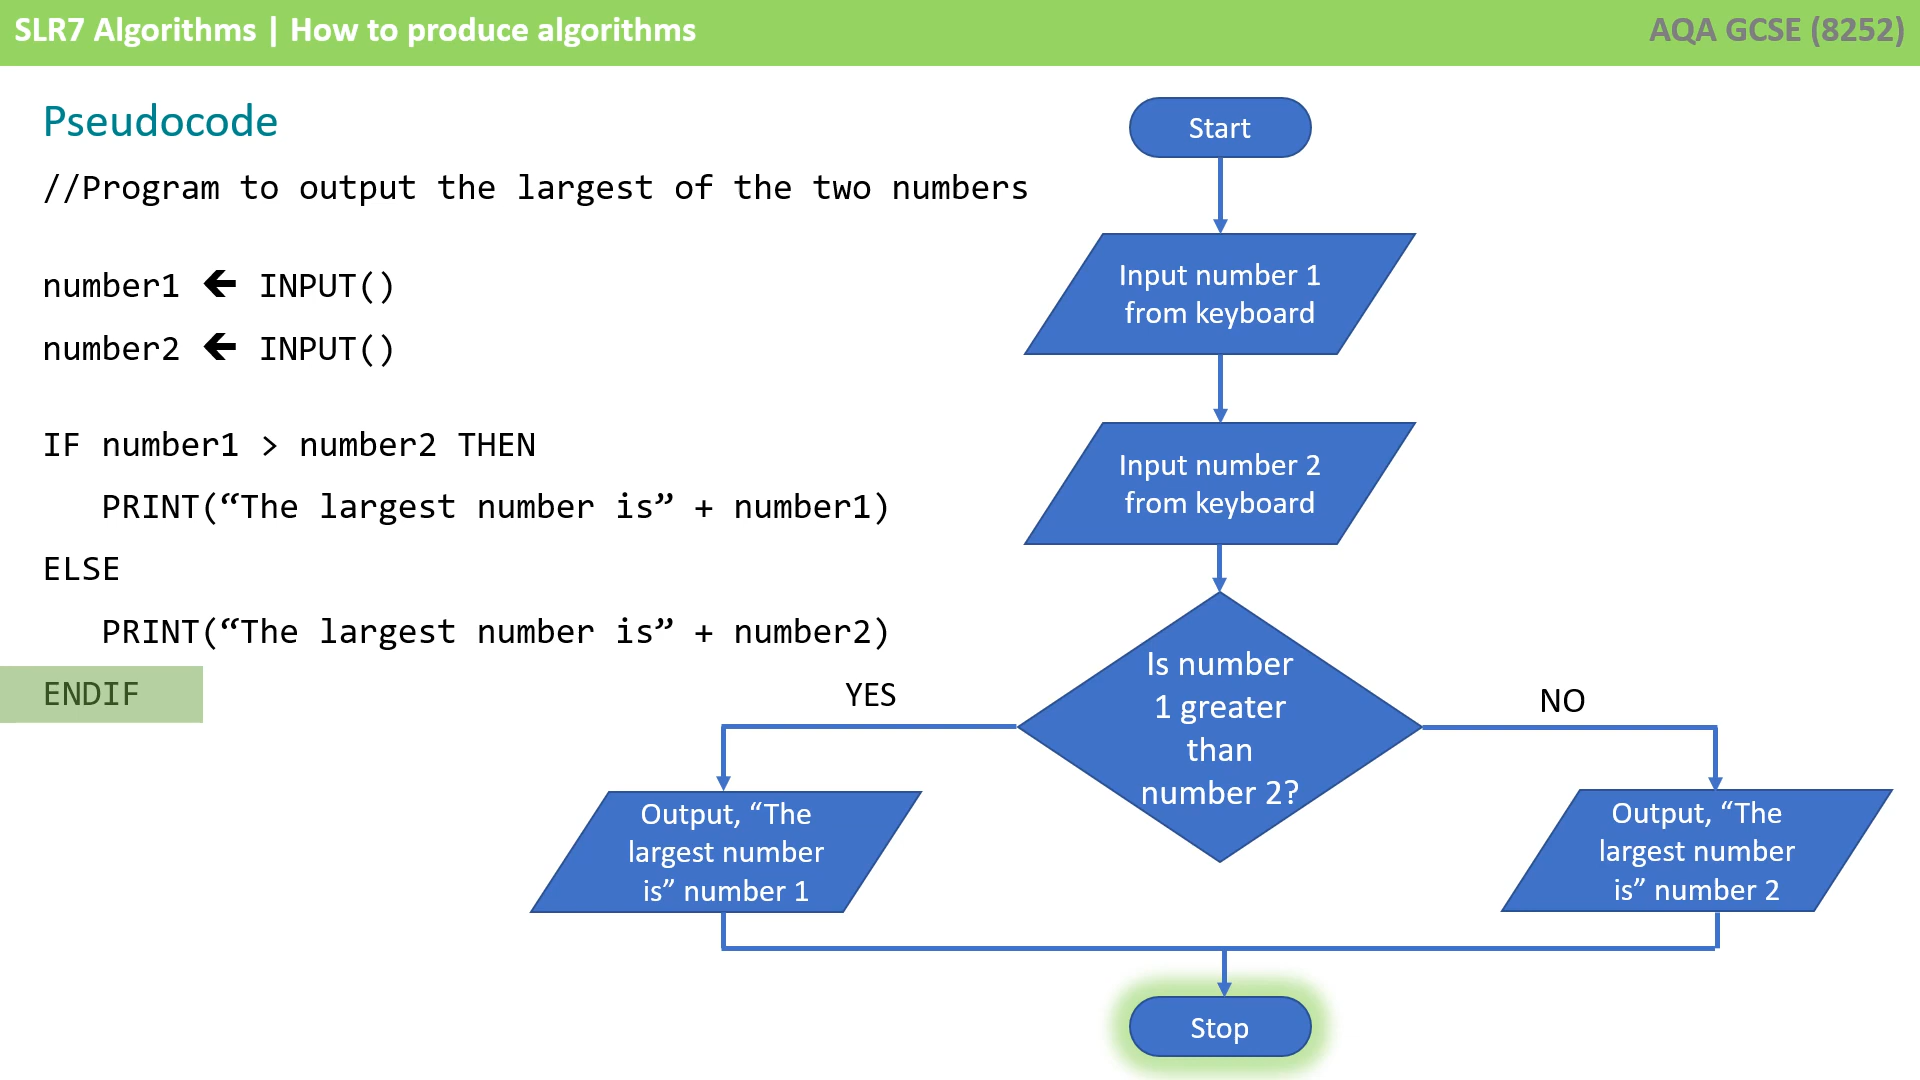 SLR7 Algorithms | How to produce algorithms
AQA GCSE (8252)
Pseudocode
//Program to output the largest of the two numbers
number1 🡰 INPUT()
number2 🡰 INPUT()
IF number1 > number2 THEN
PRINT(“The largest number is” + number1)
ELSE
PRINT(“The largest number is” + number2)
ENDIF
Start
Input number 1
from keyboard
Input number 2
from keyboard
Is number
1 greater
than
number 2?
YES
NO
Output, “The
largest number
is” number 1
Output, “The
largest number
is” number 2
Stop